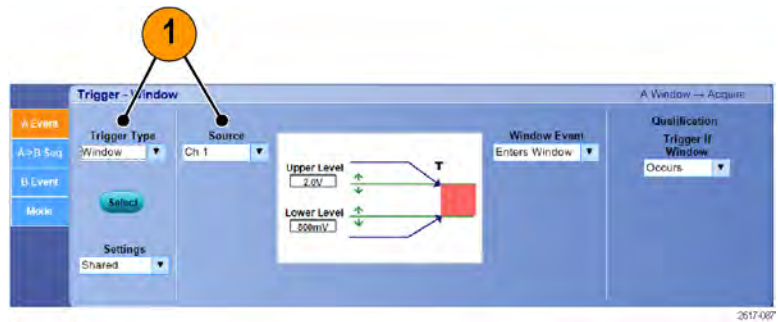 1
Trigger - Window
A Window → Acquire
A Event
A->B Seq
B Event
Mode
Trigger Type
Window
Select
Settings
Shared
Source
Ch 1
Upper Level
2.0V
Lower Level
800mV
T
Window Event
Enters Window
Qualification
Trigger If
Window
Occurs
2617-087